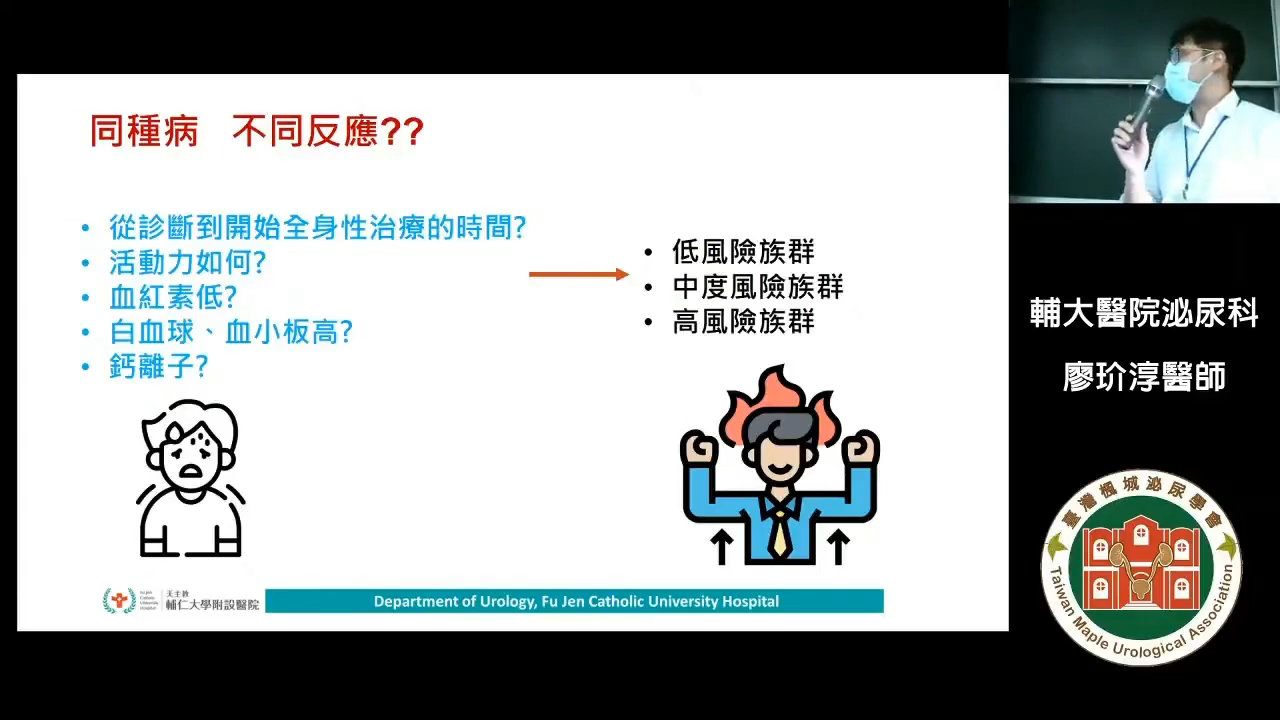 同種病 不同反應??
• 從診斷到開始全身性治療的時間?
• 活動力如何?
• 血紅素低?
• 白血球、血小板高?
• 鈣離子?
• 低風險族群
• 中度風險族群
• 高風險族群
Fu Jen
Catholic
University
Hospital
天主教
輔仁大學附設醫院
Department of Urology, Fu Jen Catholic University Hospital
輔大醫院泌尿科
廖玠淳醫師
臺灣楓城泌尿學會
Taiwan Maple Urological Association